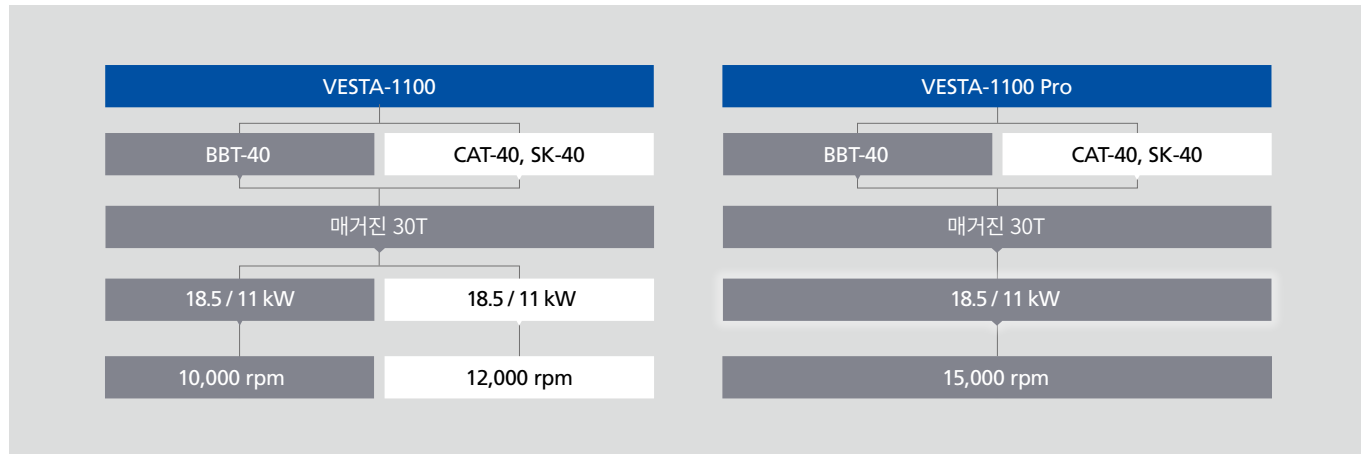 VESTA-1100
BBT-40
CAT-40, SK-40
매거진 30T
18.5 / 11 kW
18.5 / 11 kW
10,000 rpm
12,000 rpm
VESTA-1100 Pro
BBT-40
CAT-40, SK-40
매거진 30T
18.5 / 11 kW
15,000 rpm